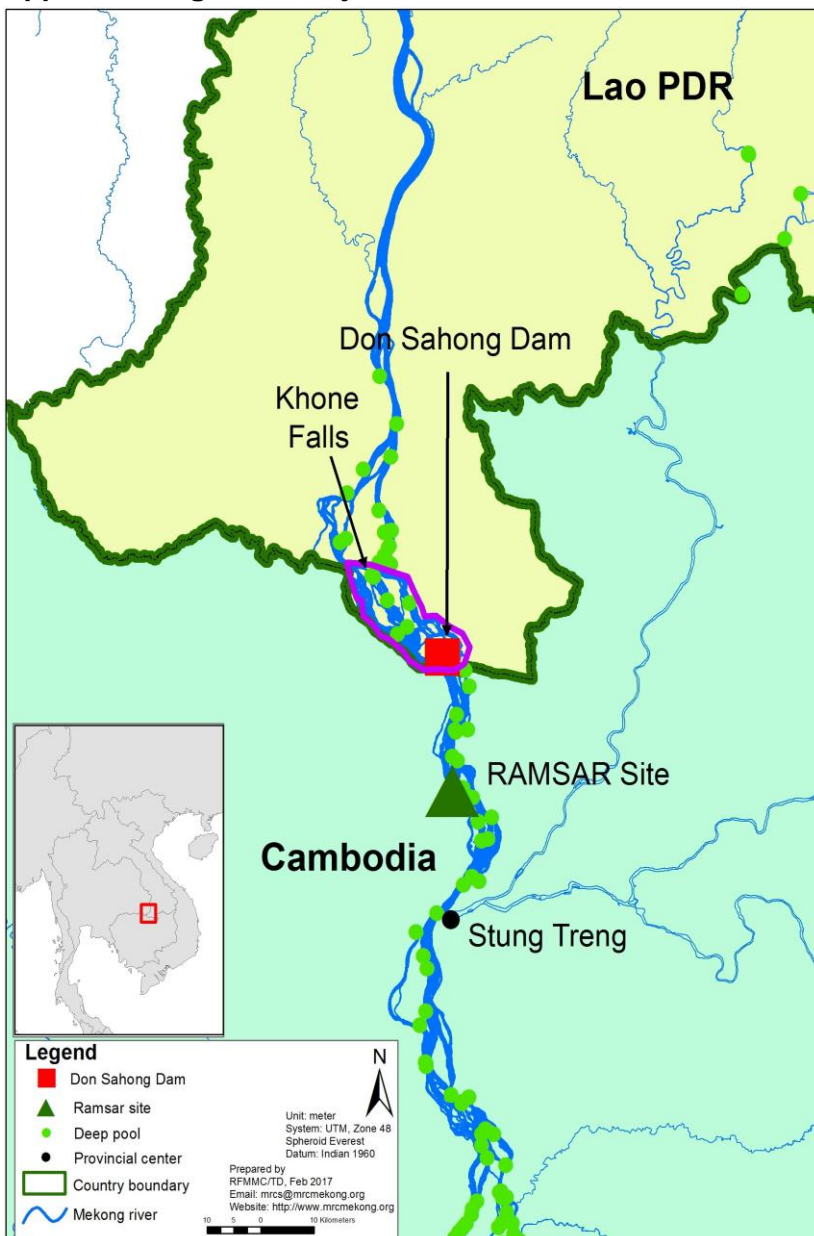 Lao PDR
Don Sahong Dam
Khone
Falls
RAMSAR Site
Cambodia
Stung Treng
Legend
Don Sahong Dam
Ramsar site
Deep pool
Provincial center
Country boundary
Mekong river
N
Unit: meter
System: UTM, Zone 48
Spheroid Everest
Datum: Indian 1960
Prepared by
RFMMC/TD, Feb 2017
Email: mrcs@mrcmekong.org
Website: http://www.mrcmekong.org
10 5 0 10 Kilometers